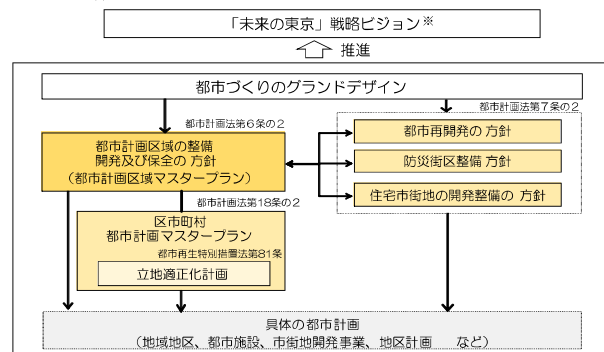 「未来の東京」戦略ビジョン※
推進
都市づくりのグランドデザイン
都市計画法第6条の2
都市計画法第7条の2
都市計画区域の整備
開発及び保全の 方針
（都市計画区域マスタープラン）
都市再開発の 方針
防災街区整備 方針
住宅市街地の開発整備の 方針
都市計画法第18条の2
区市町村
都市計画マスタープラン
都市再生特別措置法第81条
立地適正化計画
具体の都市計画
（地域地区、都市施設、市街地開発事業、地区計画　など）